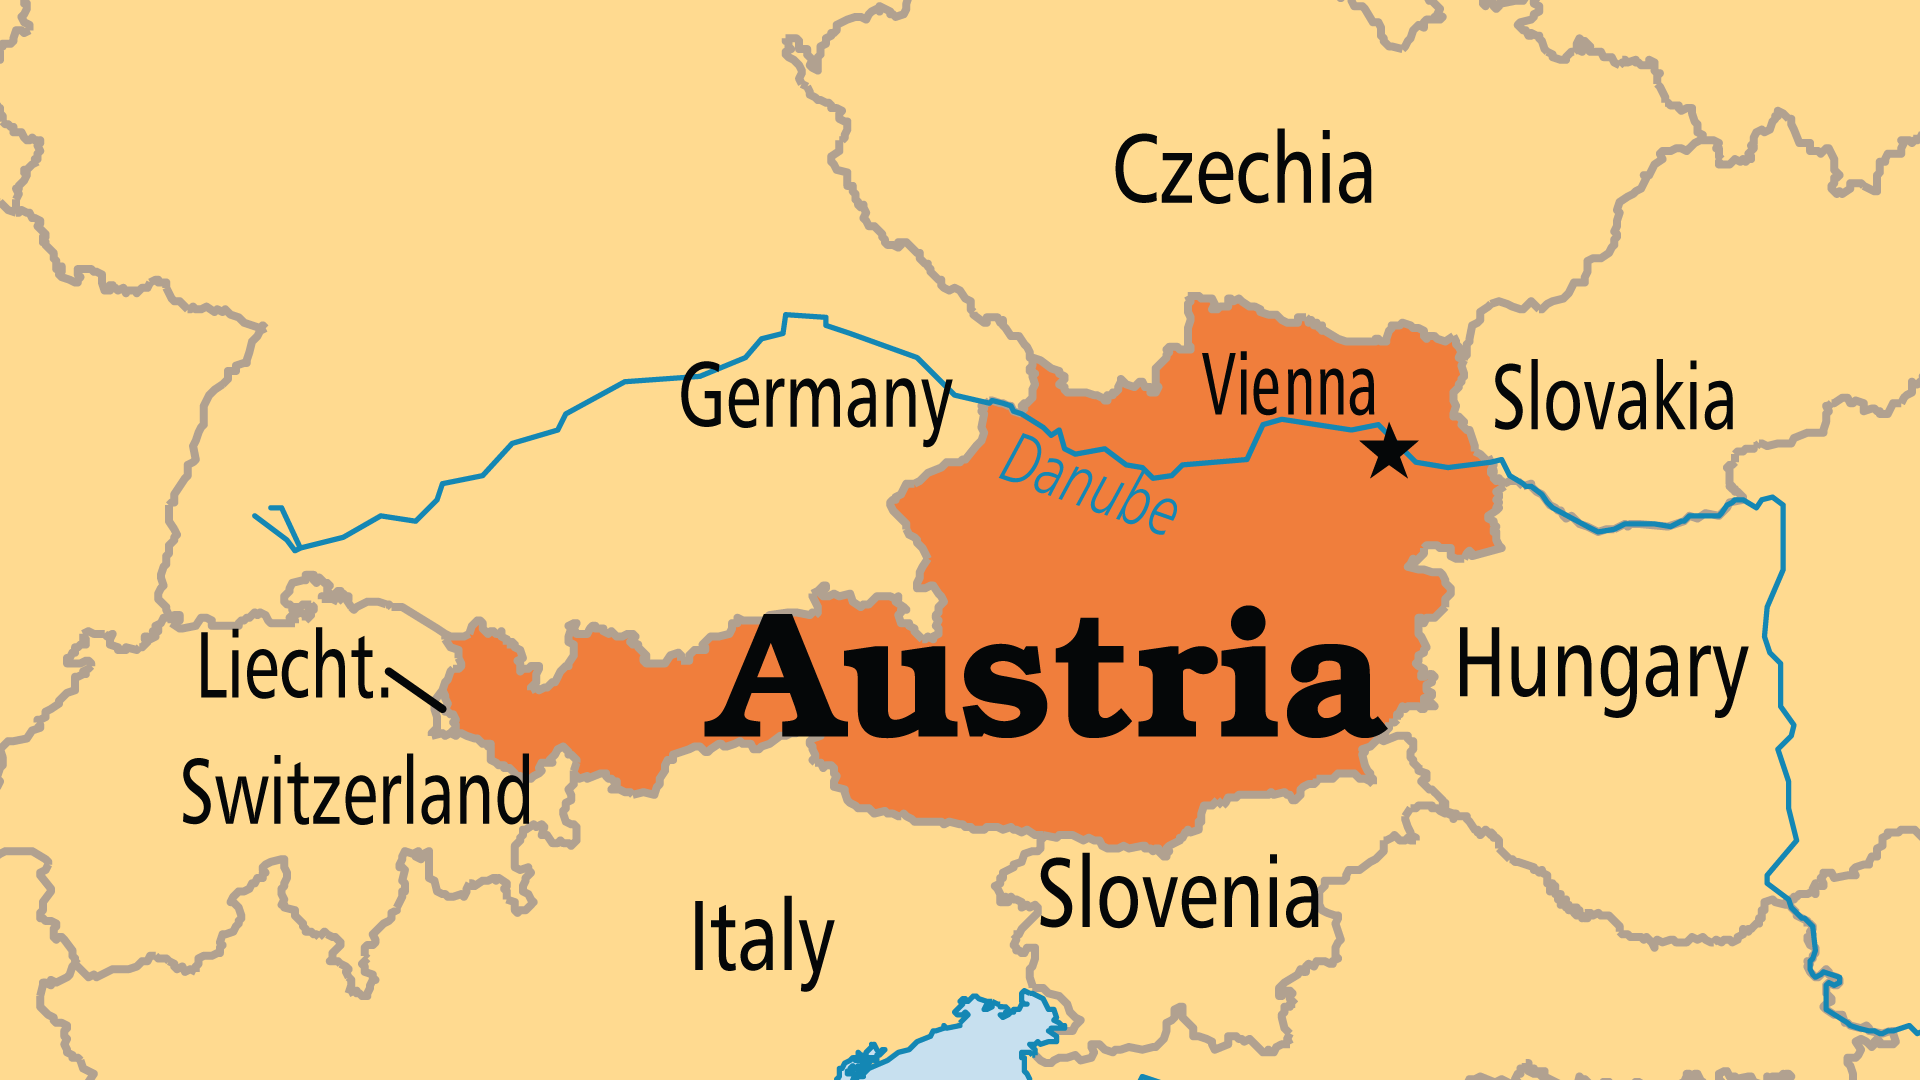 Czechia
Vienna
Germany
Slovakia
Danube
Austria
Liecht.
Hungary
Switzerland
Slovenia
Italy